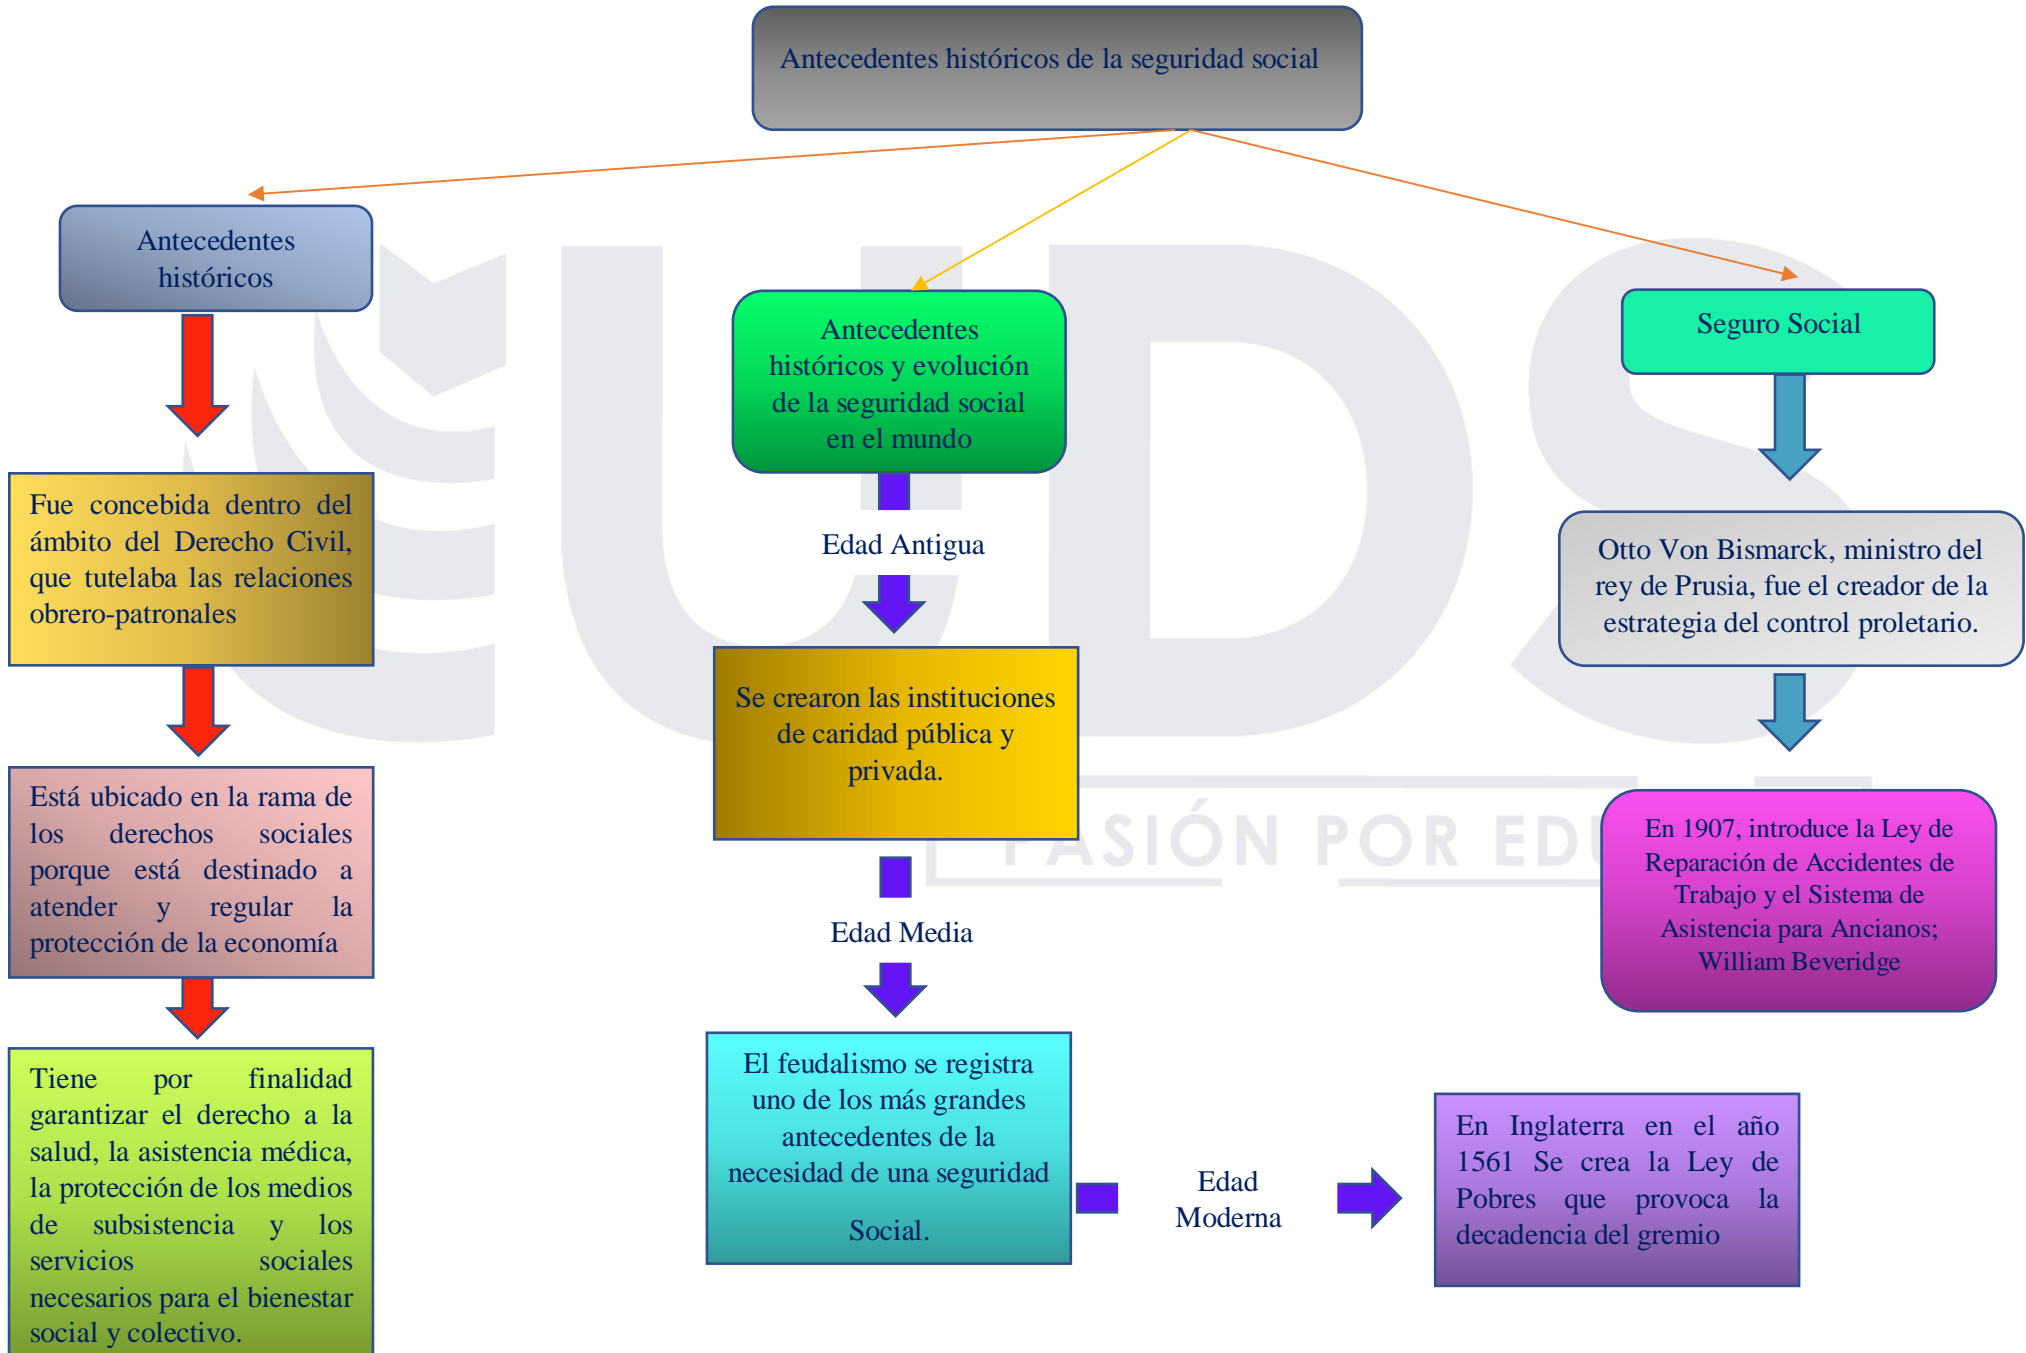 Antecedentes históricos de la seguridad social
Antecedentes
históricos
Fue concebida dentro del
ámbito del Derecho Civil,
que tutelaba las relaciones
obrero-patronales
Está ubicado en la rama de
los derechos sociales
porque está destinado a
atender y regular la
protección de la economía
Tiene por finalidad
garantizar el derecho a la
salud, la asistencia médica,
la protección de los medios
de subsistencia y los
servicios sociales
necesarios para el bienestar
social y colectivo.
Antecedentes
históricos y evolución
de la seguridad social
en el mundo
Edad Antigua
Se crearon las instituciones
de caridad pública y
privada.
Edad Media
El feudalismo se registra
uno de los más grandes
antecedentes de la
necesidad de una seguridad
Social.
Edad
Moderna
En Inglaterra en el año
1561 Se crea la Ley de
Pobres que provoca la
decadencia del gremio
Seguro Social
Otto Von Bismarck, ministro del
rey de Prusia, fue el creador de la
estrategia del control proletario.
En 1907, introduce la Ley de
Reparación de Accidentes de
Trabajo y el Sistema de
Asistencia para Ancianos;
William Beveridge
UDS
PASIÓN POR EDU